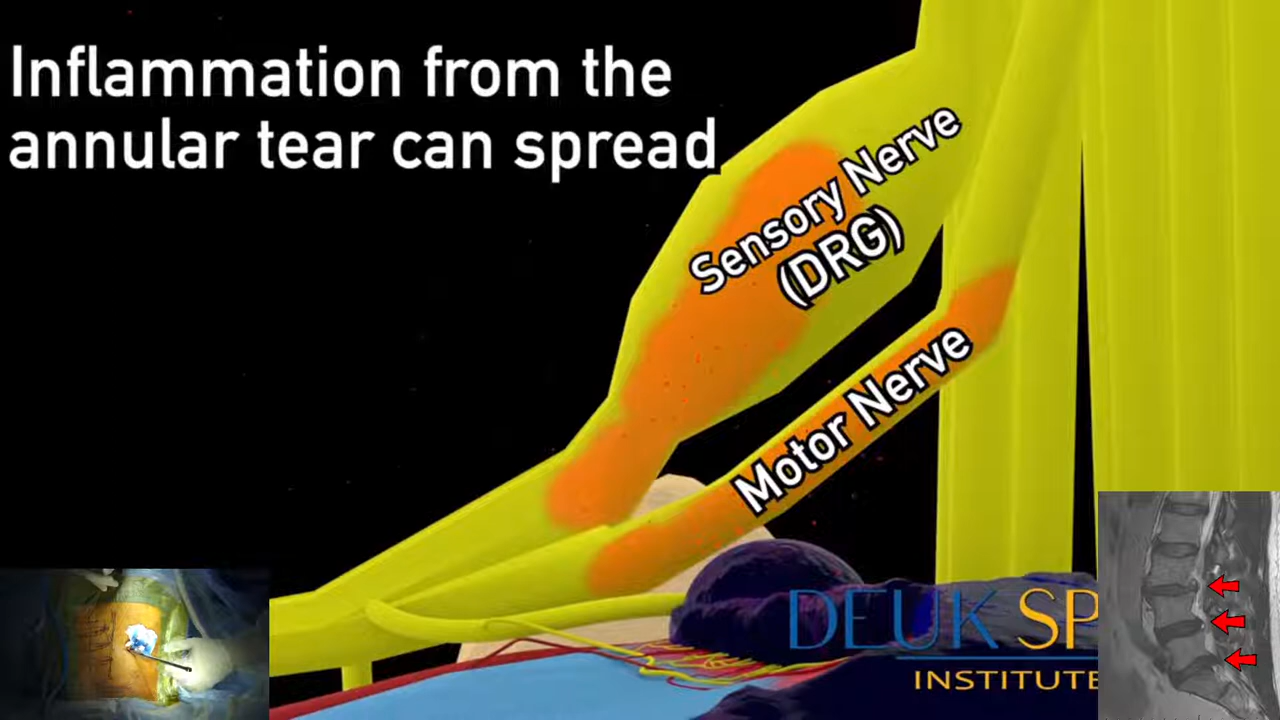 Inflammation from the
annular tear can spread
Sensory Nerve
(DRG)
Motor Nerve
DEUK SP
INSTITUTE